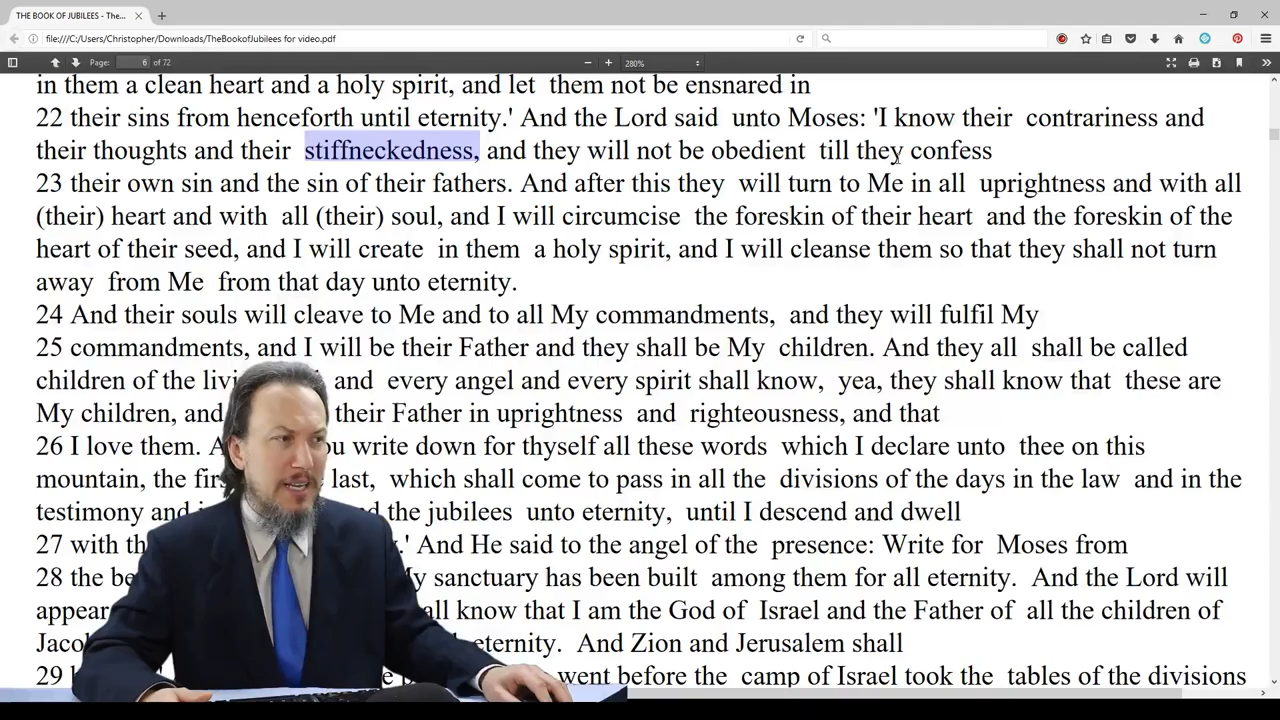 THE BOOK OF JUBILEES - The...
file:///C:/Users/Christopher/Downloads/TheBookofJubilees for video.pdf
Page: 6 of 72 280%
in them a clean heart and a holy spirit, and let them not be ensnared in
22 their sins from henceforth until eternity.' And the Lord said unto Moses: 'I know their contrariness and
their thoughts and their stiffneckedness, and they will not be obedient till they confess
23 their own sin and the sin of their fathers. And after this they will turn to Me in all uprightness and with all
(their) heart and with all (their) soul, and I will circumcise the foreskin of their heart and the foreskin of the
heart of their seed, and I will create in them a holy spirit, and I will cleanse them so that they shall not turn
away from Me from that day unto eternity.
24 And their souls will cleave to Me and to all My commandments, and they will fulfil My
25 commandments, and I will be their Father and they shall be My children. And they all shall be called
children of the and every angel and every spirit shall know, yea, they shall know that these are
My children, and their Father in uprightness and righteousness, and that
26 I love them. you write down for thyself all these words which I declare unto thee on this
mountain, the last, which shall come to pass in all the divisions of the days in the law and in the
testimony and the jubilees unto eternity, until I descend and dwell
27 with And He said to the angel of the presence: Write for Moses from
28 the My sanctuary has been built among them for all eternity. And the Lord will
appear all know that I am the God of Israel and the Father of all the children of
eternity. And Zion and Jerusalem shall
29 went before the camp of Israel took the tables of the divisions